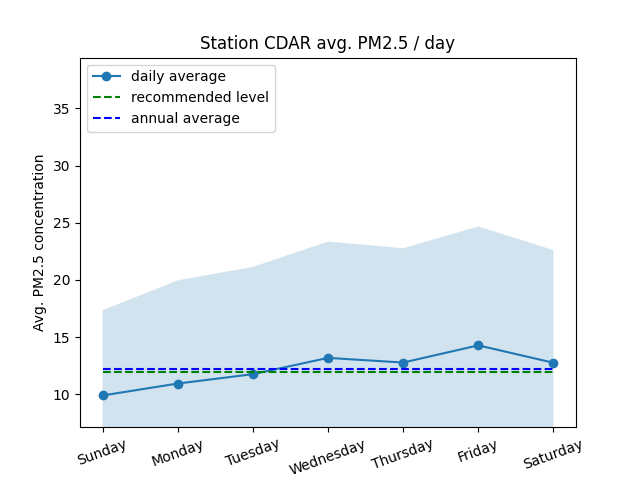 Station CDAR avg. PM2.5 / day
daily average
recommended level
annual average
Avg. PM2.5 concentration
35
30
25
20
15
10
Sunday
Monday
Tuesday
Wednesday
Thursday
Friday
Saturday